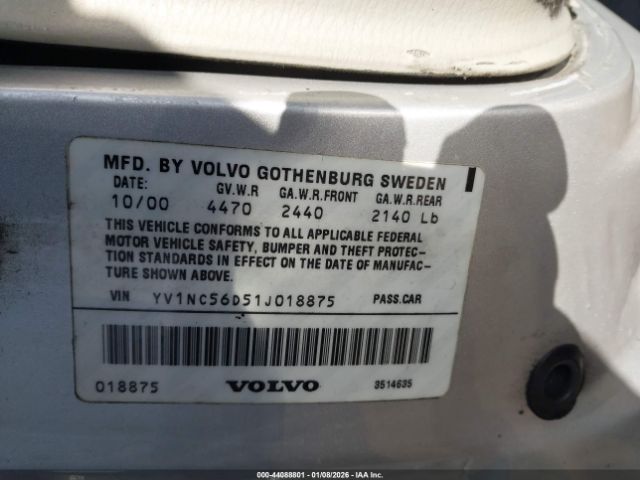 MFD. BY VOLVO GOTHENBURG SWEDEN
DATE: GV.W.R GA.W.R.FRONT GA.W.R.REAR
10/00 4470 2440 2140 Lb
THIS VEHICLE CONFORMS TO ALL APPLICABLE FEDERAL
MOTOR VEHICLE SAFETY, BUMPER AND THEFT PROTEC–
TION STANDARDS IN EFFECT ON THE DATE OF MANUFAC–
TURE SHOWN ABOVE.
VIN YV1NC56D51J018875 PASS.CAR
018875 VOLVO 3514635
000-44088801 - 01/08/2026 - IAAI.COM